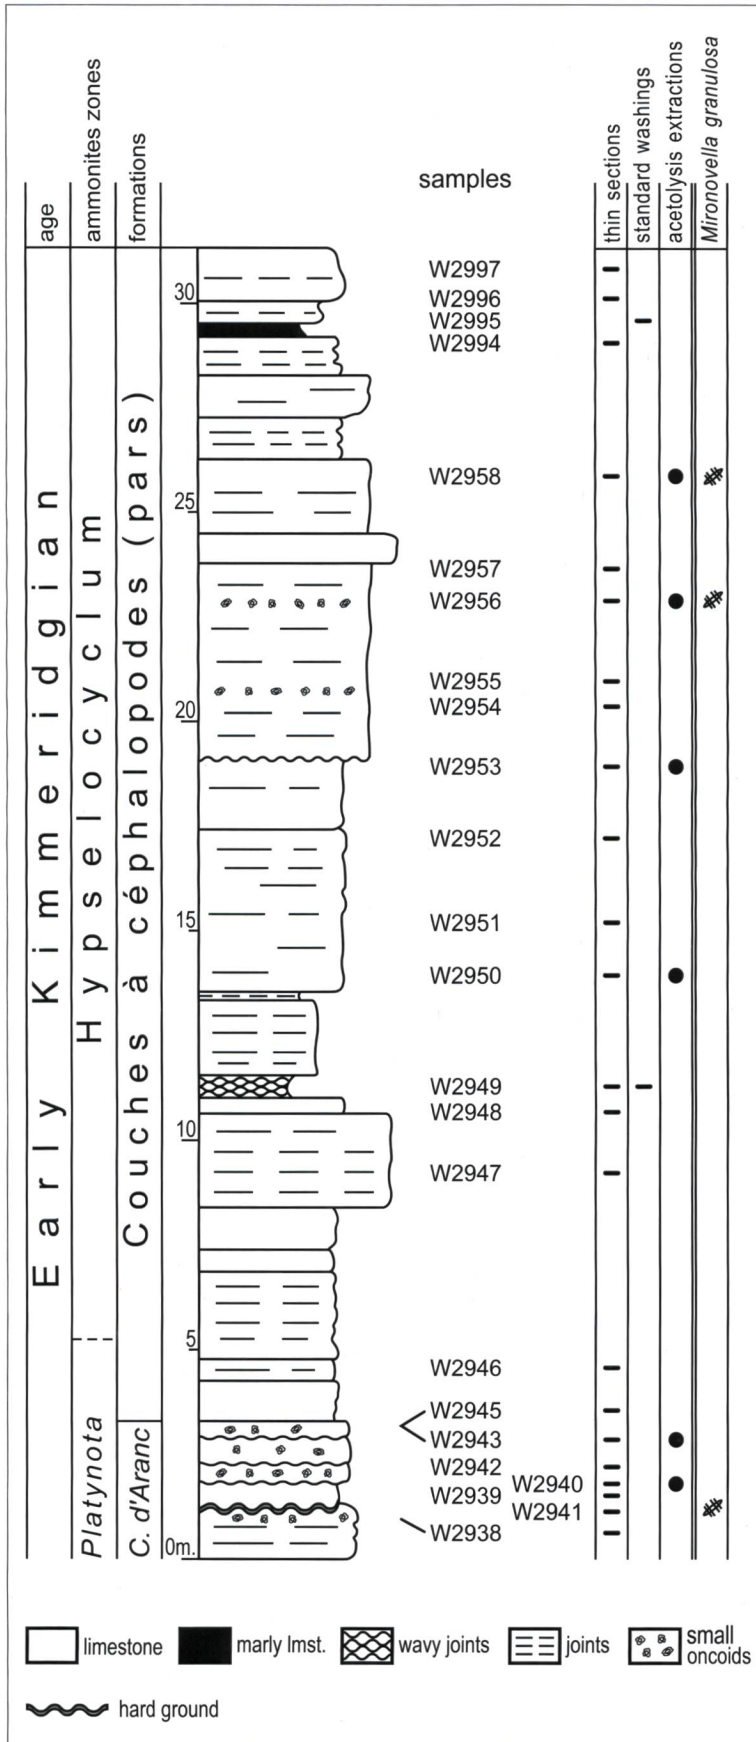 age
ammonites zones
formations
samples
thin sections
standard washings
acetolysis extractions
Mironovella granulosa
Early Kimmeridgian
Hypselocyclum
Platynota
Couches à céphalopodes (pars)
C. d'Aranc
30
25
20
15
10
5
0m.
W2997
W2996
W2995
W2994
W2958
W2957
W2956
W2955
W2954
W2953
W2952
W2951
W2950
W2949
W2948
W2947
W2946
W2945
W2943
W2942
W2940
W2939
W2941
W2938
limestone
marly lmst.
wavy joints
joints
small
oncoids
hard ground